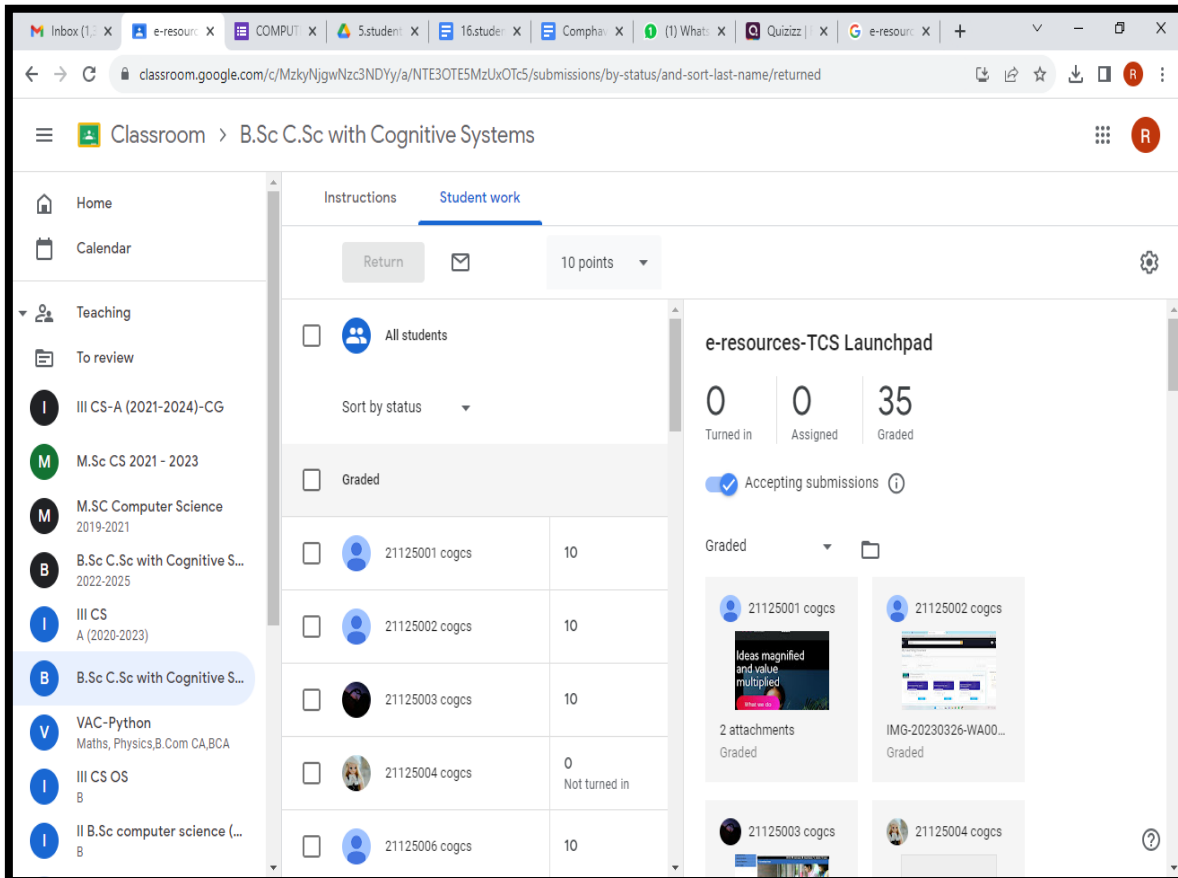 Inbox (1,
e-resourc
COMPUT
5.student
16.studer
Comphav
(1) Whats
Quizizz |
e-resourc
classroom.google.com/c/MzkyNjgwNzc3NDYy/a/NTE3OTE5MzUxOTc5/submissions/by-status/and-sort-last-name/returned
R
Classroom > B.Sc C.Sc with Cognitive Systems
R
Home
Calendar
Teaching
To review
I III CS-A (2021-2024)-CG
M M.Sc CS 2021 - 2023
M M.SC Computer Science
2019-2021
B B.Sc C.Sc with Cognitive S...
2022-2025
I III CS
A (2020-2023)
B B.Sc C.Sc with Cognitive S...
V VAC-Python
Maths, Physics,B.Com CA,BCA
I III CS OS
B
I II B.Sc computer science (...
B
Instructions
Student work
Return
10 points
All students
Sort by status
Graded
21125001 cogcs 10
21125002 cogcs 10
21125003 cogcs 10
21125004 cogcs 0
Not turned in
21125006 cogcs 10
e-resources-TCS Launchpad
0 0 35
Turned in Assigned Graded
Accepting submissions
Graded
21125001 cogcs
Ideas magnified
and value
multiplied
What we do
2 attachments
Graded
21125002 cogcs
IMG-20230326-WA00...
Graded
21125003 cogcs
21125004 cogcs